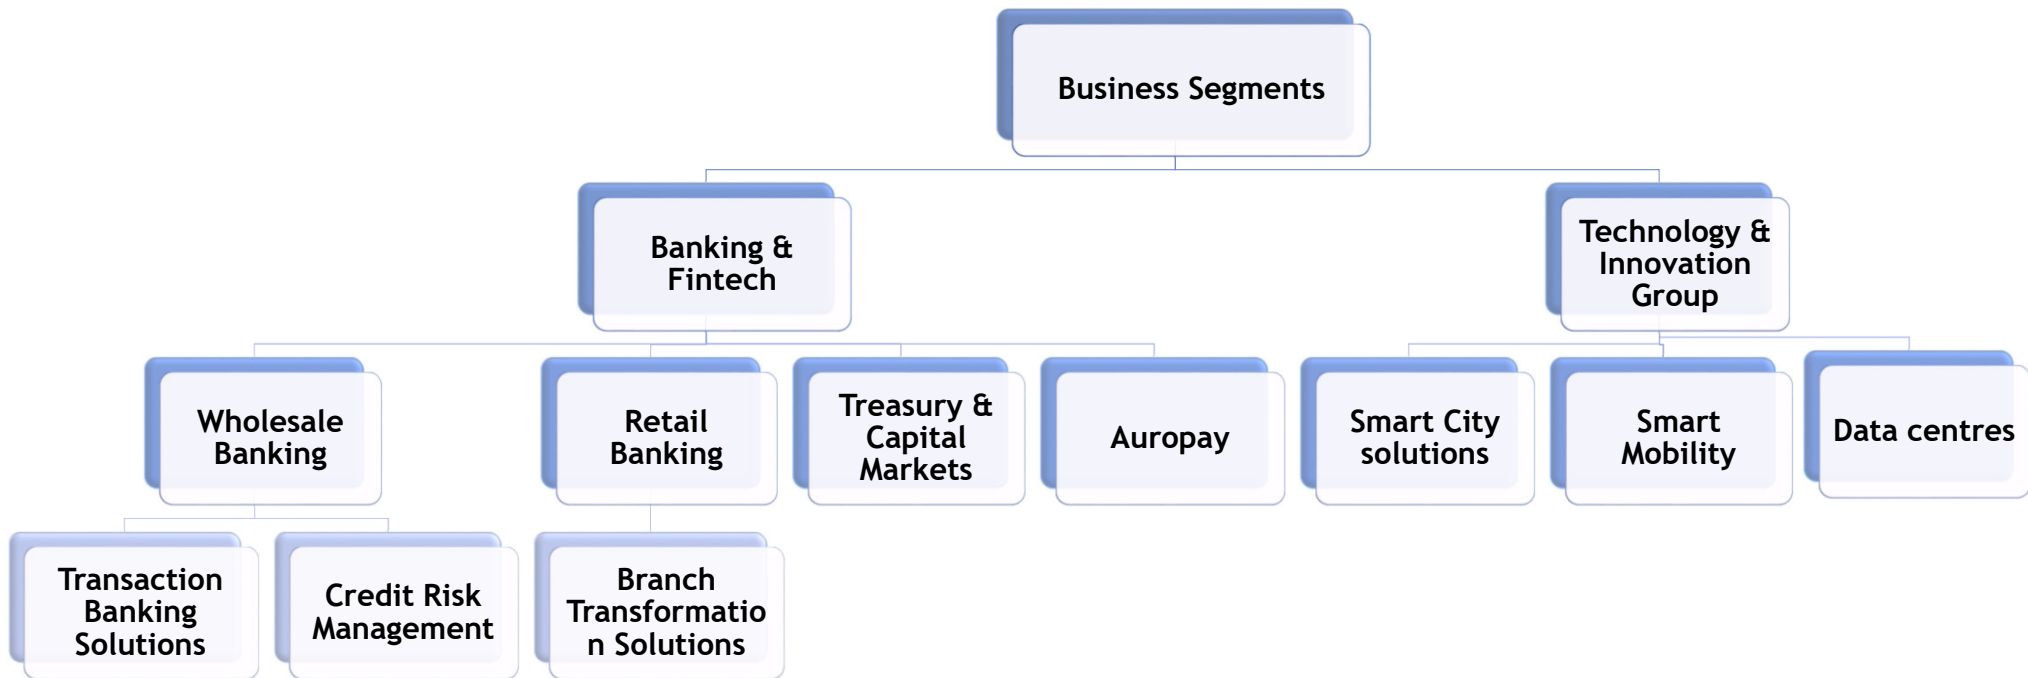 Business Segments
Banking &
Fintech
Technology &
Innovation
Group
Wholesale
Banking
Retail
Banking
Treasury &
Capital
Markets
Auropay
Smart City
solutions
Smart
Mobility
Data centres
Transaction
Banking
Solutions
Credit Risk
Management
Branch
Transformatio
n Solutions